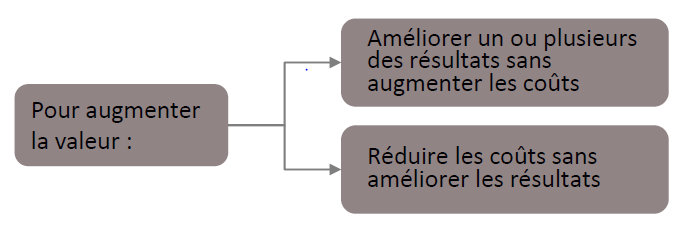 Pour augmenter
la valeur :
Améliorer un ou plusieurs
des résultats sans
augmenter les coûts
Réduire les coûts sans
améliorer les résultats